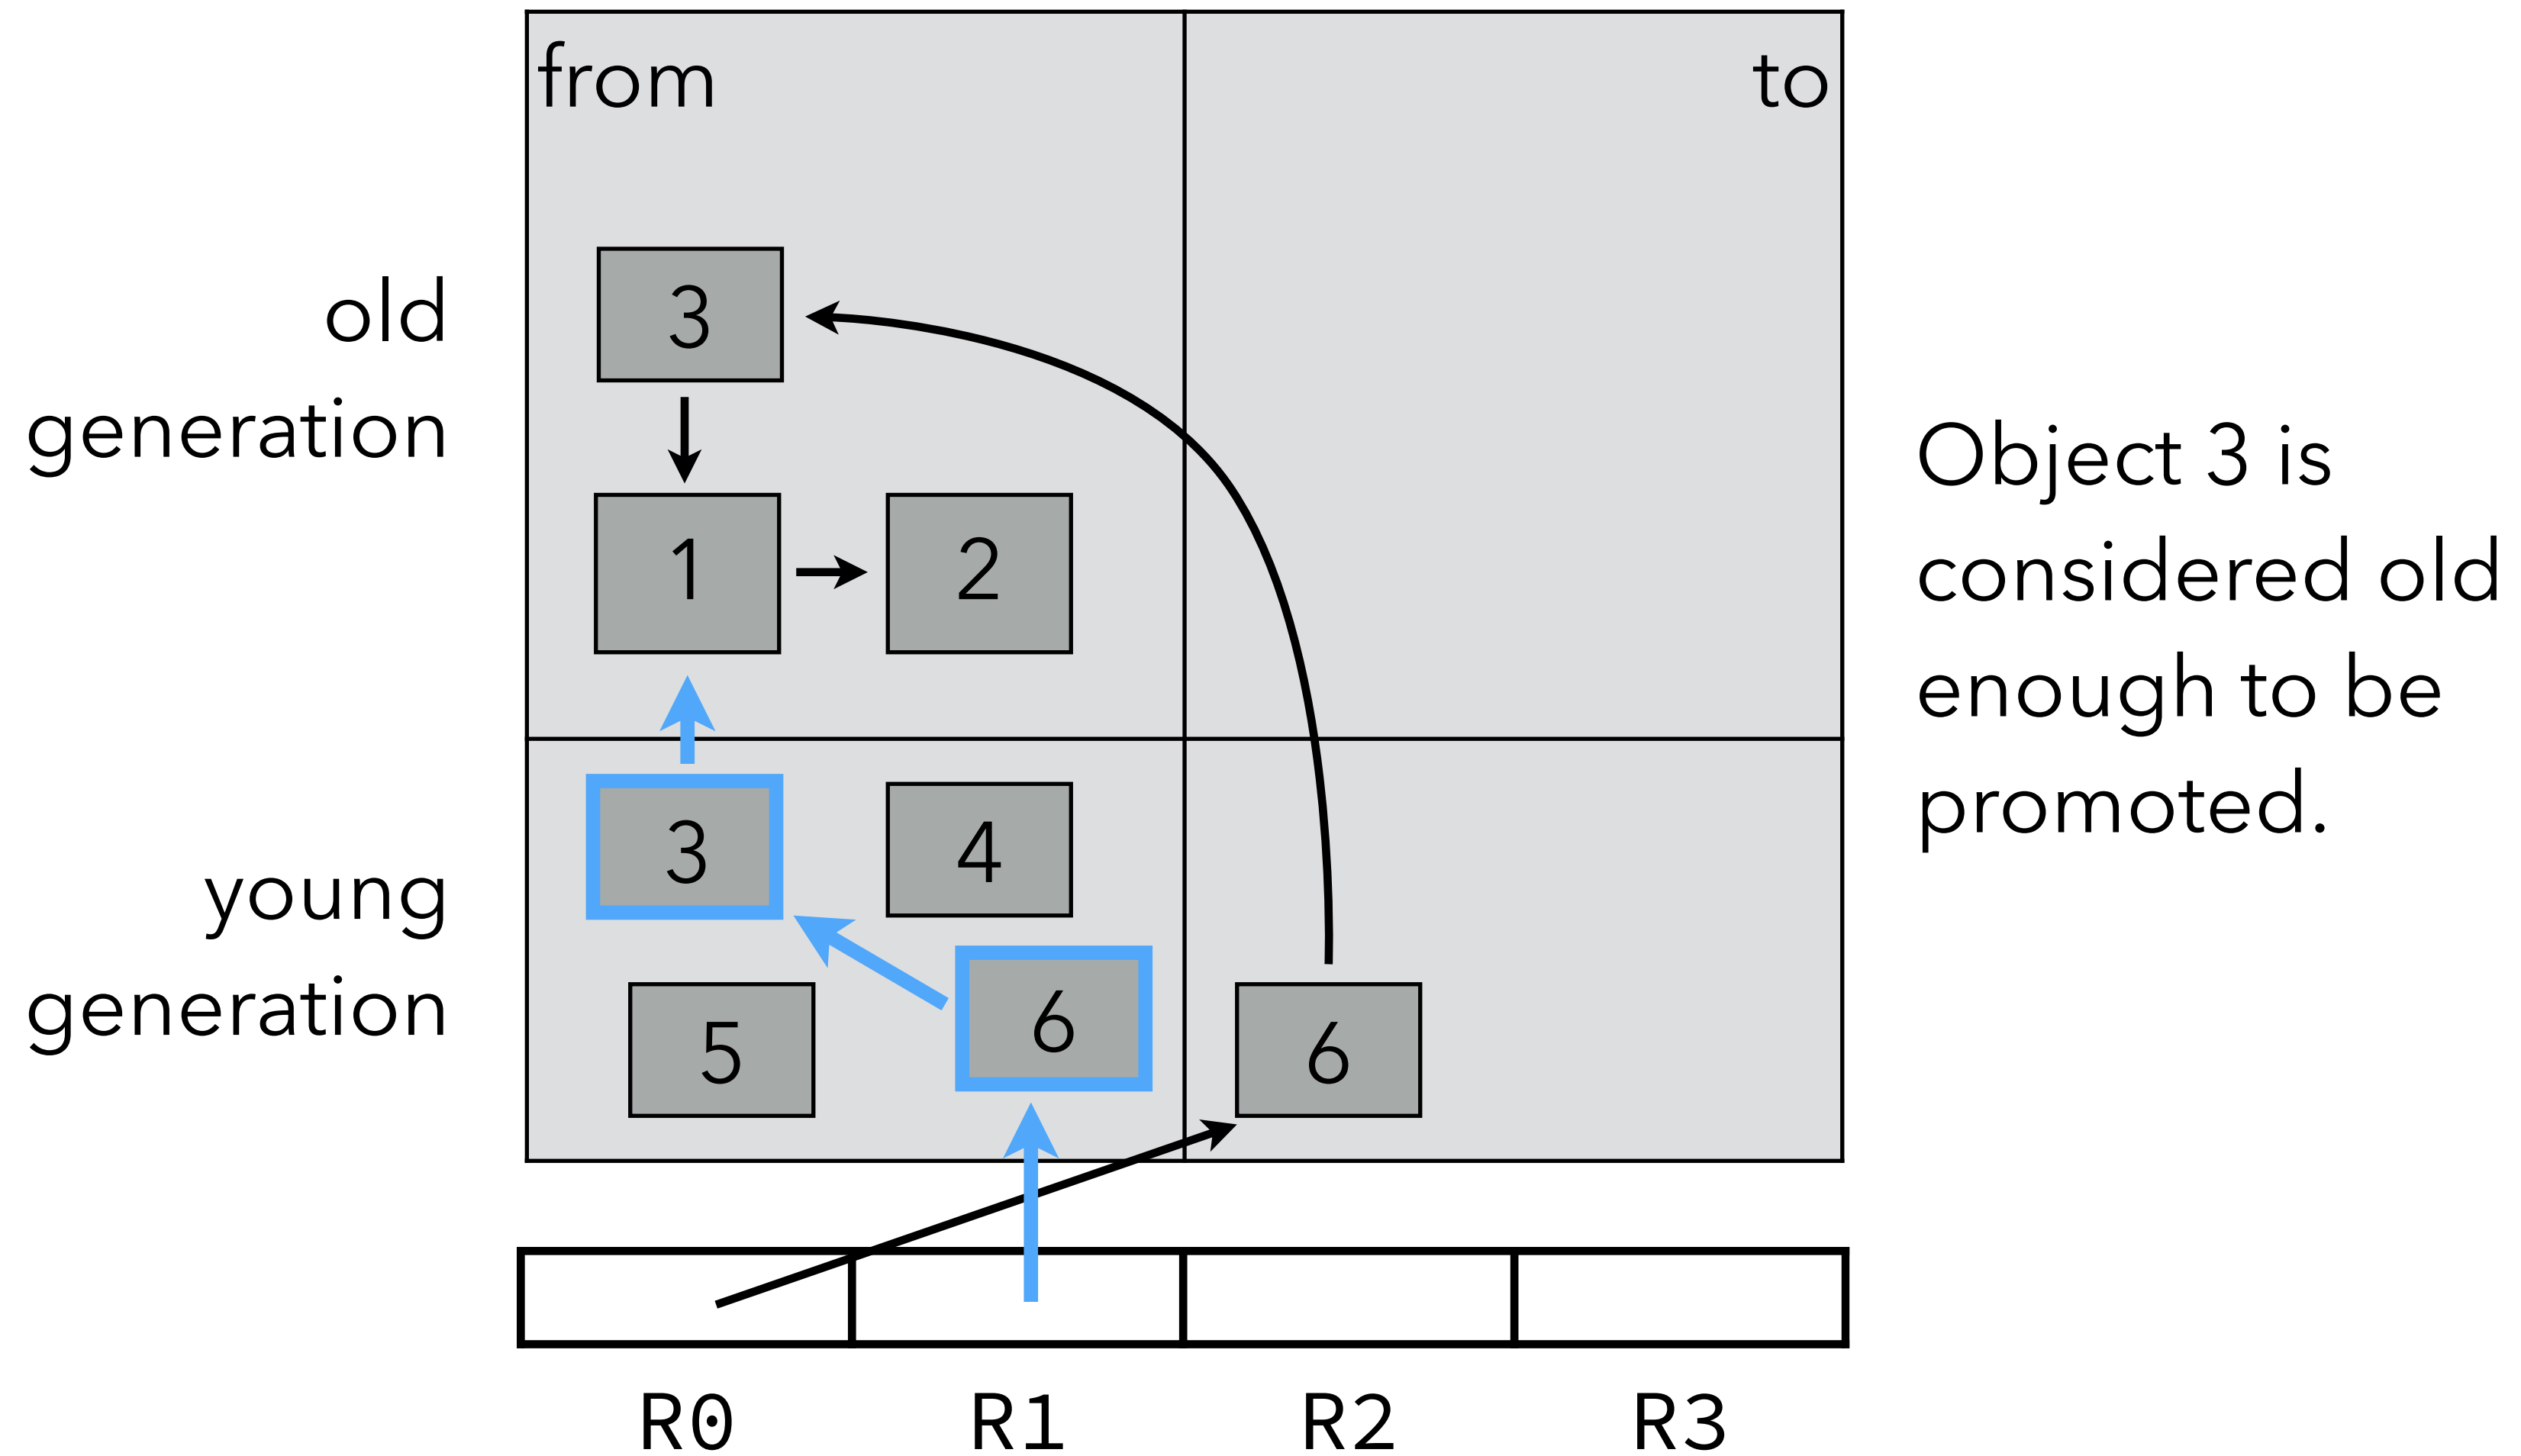 from
to
old
generation
3
1
2
3
4
young
generation
5
6
6
Object 3 is
considered old
enough to be
promoted.
R0
R1
R2
R3